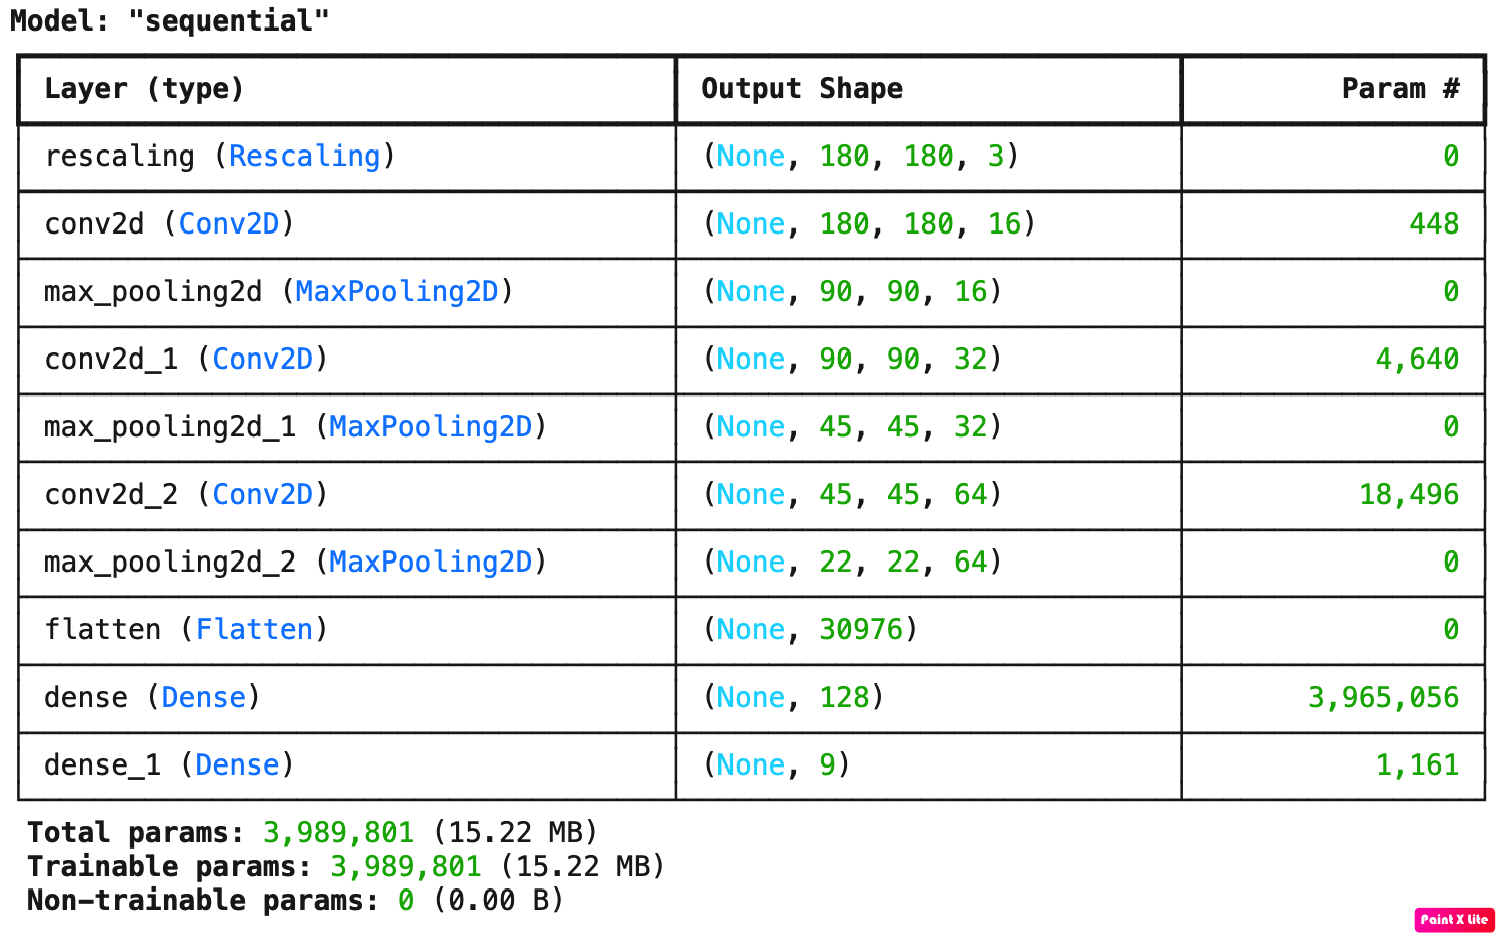 Model: "sequential"
Layer (type) Output Shape Param #
rescaling (Rescaling) (None, 180, 180, 3) 0
conv2d (Conv2D) (None, 180, 180, 16) 448
max_pooling2d (MaxPooling2D) (None, 90, 90, 16) 0
conv2d_1 (Conv2D) (None, 90, 90, 32) 4,640
max_pooling2d_1 (MaxPooling2D) (None, 45, 45, 32) 0
conv2d_2 (Conv2D) (None, 45, 45, 64) 18,496
max_pooling2d_2 (MaxPooling2D) (None, 22, 22, 64) 0
flatten (Flatten) (None, 30976) 0
dense (Dense) (None, 128) 3,965,056
dense_1 (Dense) (None, 9) 1,161
Total params: 3,989,801 (15.22 MB)
Trainable params: 3,989,801 (15.22 MB)
Non-trainable params: 0 (0.00 B)
Paint X Lite